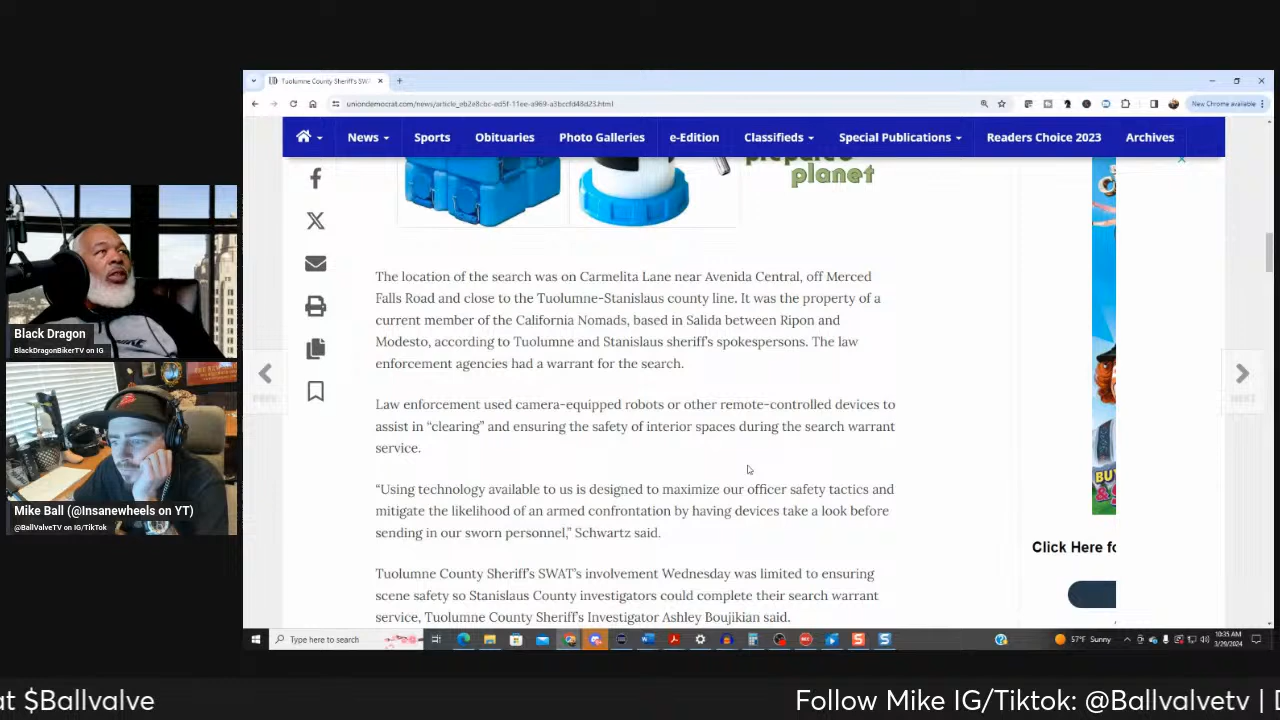 Tuolumne County Sheriff's SW
uniondemocrat.com/news/article_eb2e8cbc-ed5f-11ee-a969-a3bccfd48d23.html
New Chrome available
News
Sports
Obituaries
Photo Galleries
e-Edition
Classifieds
Special Publications
Readers Choice 2023
Archives
planet
The location of the search was on Carmelita Lane near Avenida Central, off Merced
Falls Road and close to the Tuolumne-Stanislaus county line. It was the property of a
current member of the California Nomads, based in Salida between Ripon and
Modesto, according to Tuolumne and Stanislaus sheriff's spokespersons. The law
enforcement agencies had a warrant for the search.
Law enforcement used camera-equipped robots or other remote-controlled devices to
assist in “clearing” and ensuring the safety of interior spaces during the search warrant
service.
“Using technology available to us is designed to maximize our officer safety tactics and
mitigate the likelihood of an armed confrontation by having devices take a look before
sending in our sworn personnel,” Schwartz said.
Tuolumne County Sheriff's SWAT's involvement Wednesday was limited to ensuring
scene safety so Stanislaus County investigators could complete their search warrant
service, Tuolumne County Sheriff's Investigator Ashley Boujikian said.
Click Here fo
Black Dragon
BlackDragonBikerTV on IG
Mike Ball (@Insanewheels on YT)
@BallValveTV on IG/TikTok
Type here to search
57°F Sunny
10:35 AM
3/29/2024
at $Ballvalve
Follow Mike IG/Tiktok: @Ballvalvetv | D